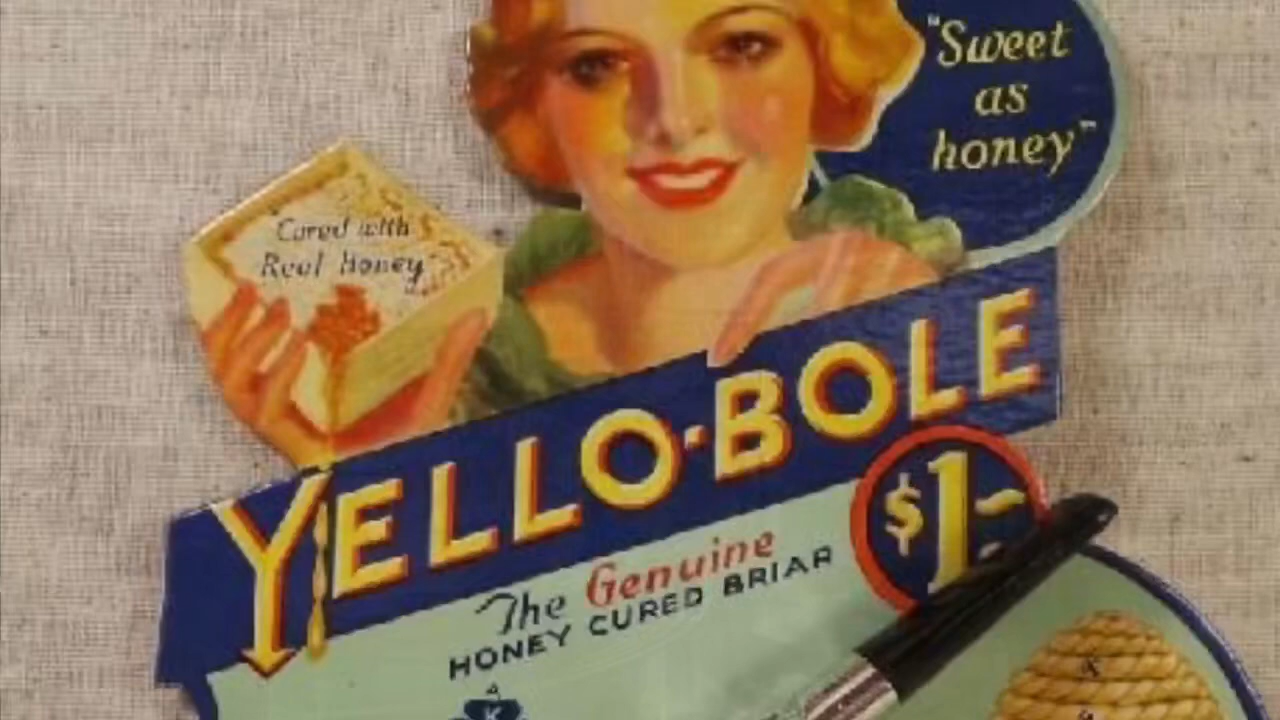 "Sweet
as
honey"
"Cured with
Real Honey"
YELLO-BOLE
$1-
The Genuine
HONEY CURED BRIAR
K